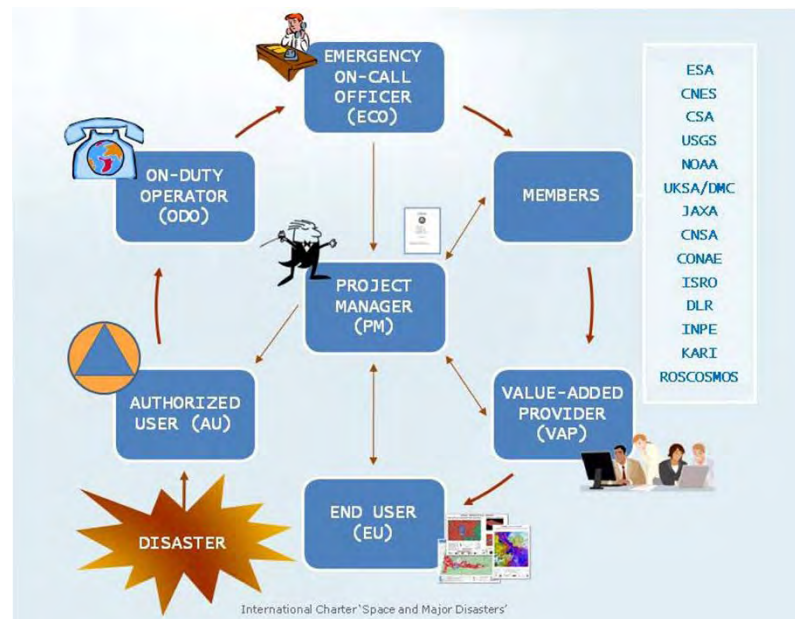 EMERGENCY
ON-CALL
OFFICER
(ECO)
ON-DUTY
OPERATOR
(ODO)
MEMBERS
ESA
CNES
CSA
USGS
NOAA
UKSA/DMC
JAXA
CNSA
CONAE
ISRO
DLR
INPE
KARI
ROSCOSMOS
PROJECT
MANAGER
(PM)
AUTHORIZED
USER (AU)
VALUE-ADDED
PROVIDER
(VAP)
DISASTER
END USER
(EU)
International Charter 'Space and Major Disasters'